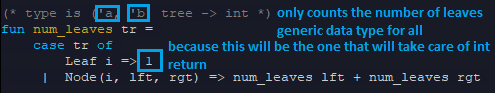 (* type is ('a, 'b) tree -> int *) only counts the number of leaves
generic data type for all
fun num_leaves tr =
because this will be the one that will take care of int
case tr of
return
Leaf i => 1
| Node(i, lft, rgt) => num_leaves lft + num_leaves rgt